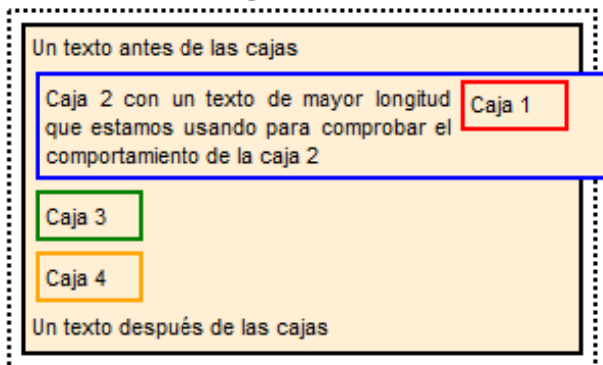 Un texto antes de las cajas
Caja 2 con un texto de mayor longitud
que estamos usando para comprobar el
comportamiento de la caja 2
Caja 1
Caja 3
Caja 4
Un texto después de las cajas